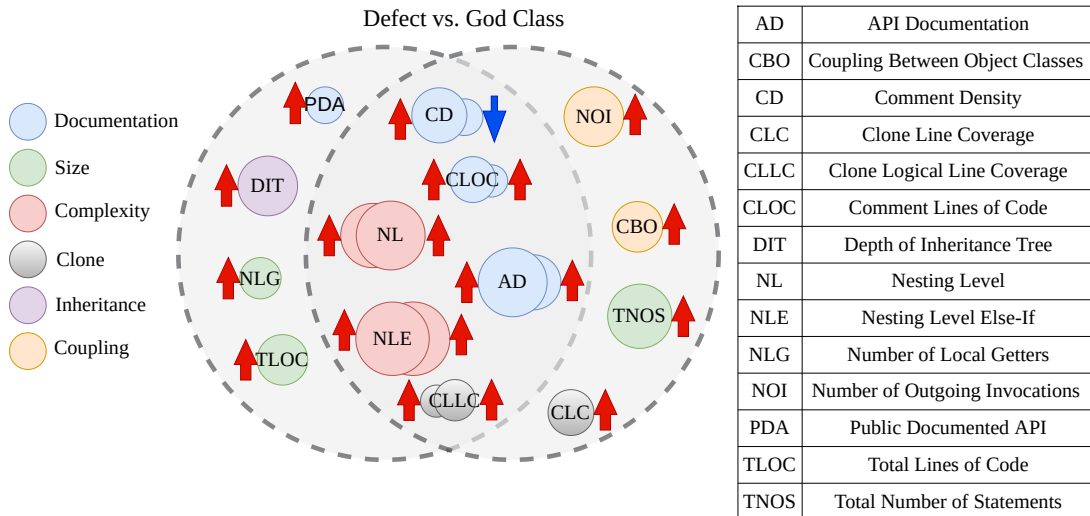 Defect vs. God Class
Documentation
Size
Complexity
Clone
Inheritance
Coupling
PDA
CD
NOI
DIT
CLOC
NL
CBO
NLG
AD
TNOS
TLOC
NLE
CLLC
CLC
AD API Documentation
CBO Coupling Between Object Classes
CD Comment Density
CLC Clone Line Coverage
CLLC Clone Logical Line Coverage
CLOC Comment Lines of Code
DIT Depth of Inheritance Tree
NL Nesting Level
NLE Nesting Level Else-If
NLG Number of Local Getters
NOI Number of Outgoing Invocations
PDA Public Documented API
TLOC Total Lines of Code
TNOS Total Number of Statements